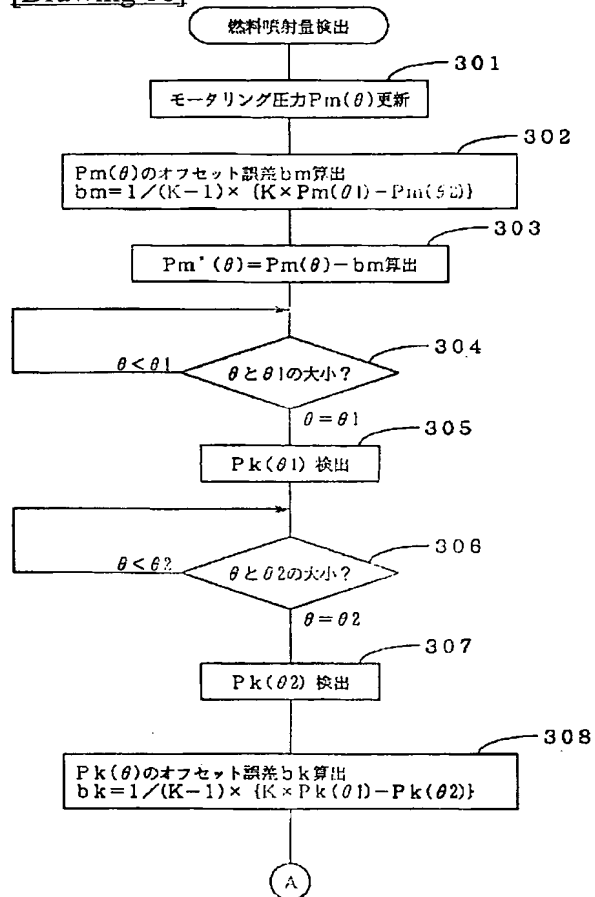 燃料噴射量検出
301
モータリング圧力Pm(θ)更新
302
Pm(θ)のオフセット誤差bm算出
bm=1/(K-1)× {K×Pm(θ1)-Pm(θ2)}
303
Pm*(θ)=Pm(θ)-bm算出
304
θ<θ1
θとθ1の大小?
θ=θ1
305
Pk(θ1) 検出
306
θ<θ2
θとθ2の大小?
θ=θ2
307
Pk(θ2) 検出
308
Pk(θ)のオフセット誤差bk算出
bk=1/(K-1)× {K×Pk(θ1)-Pk(θ2)}
A